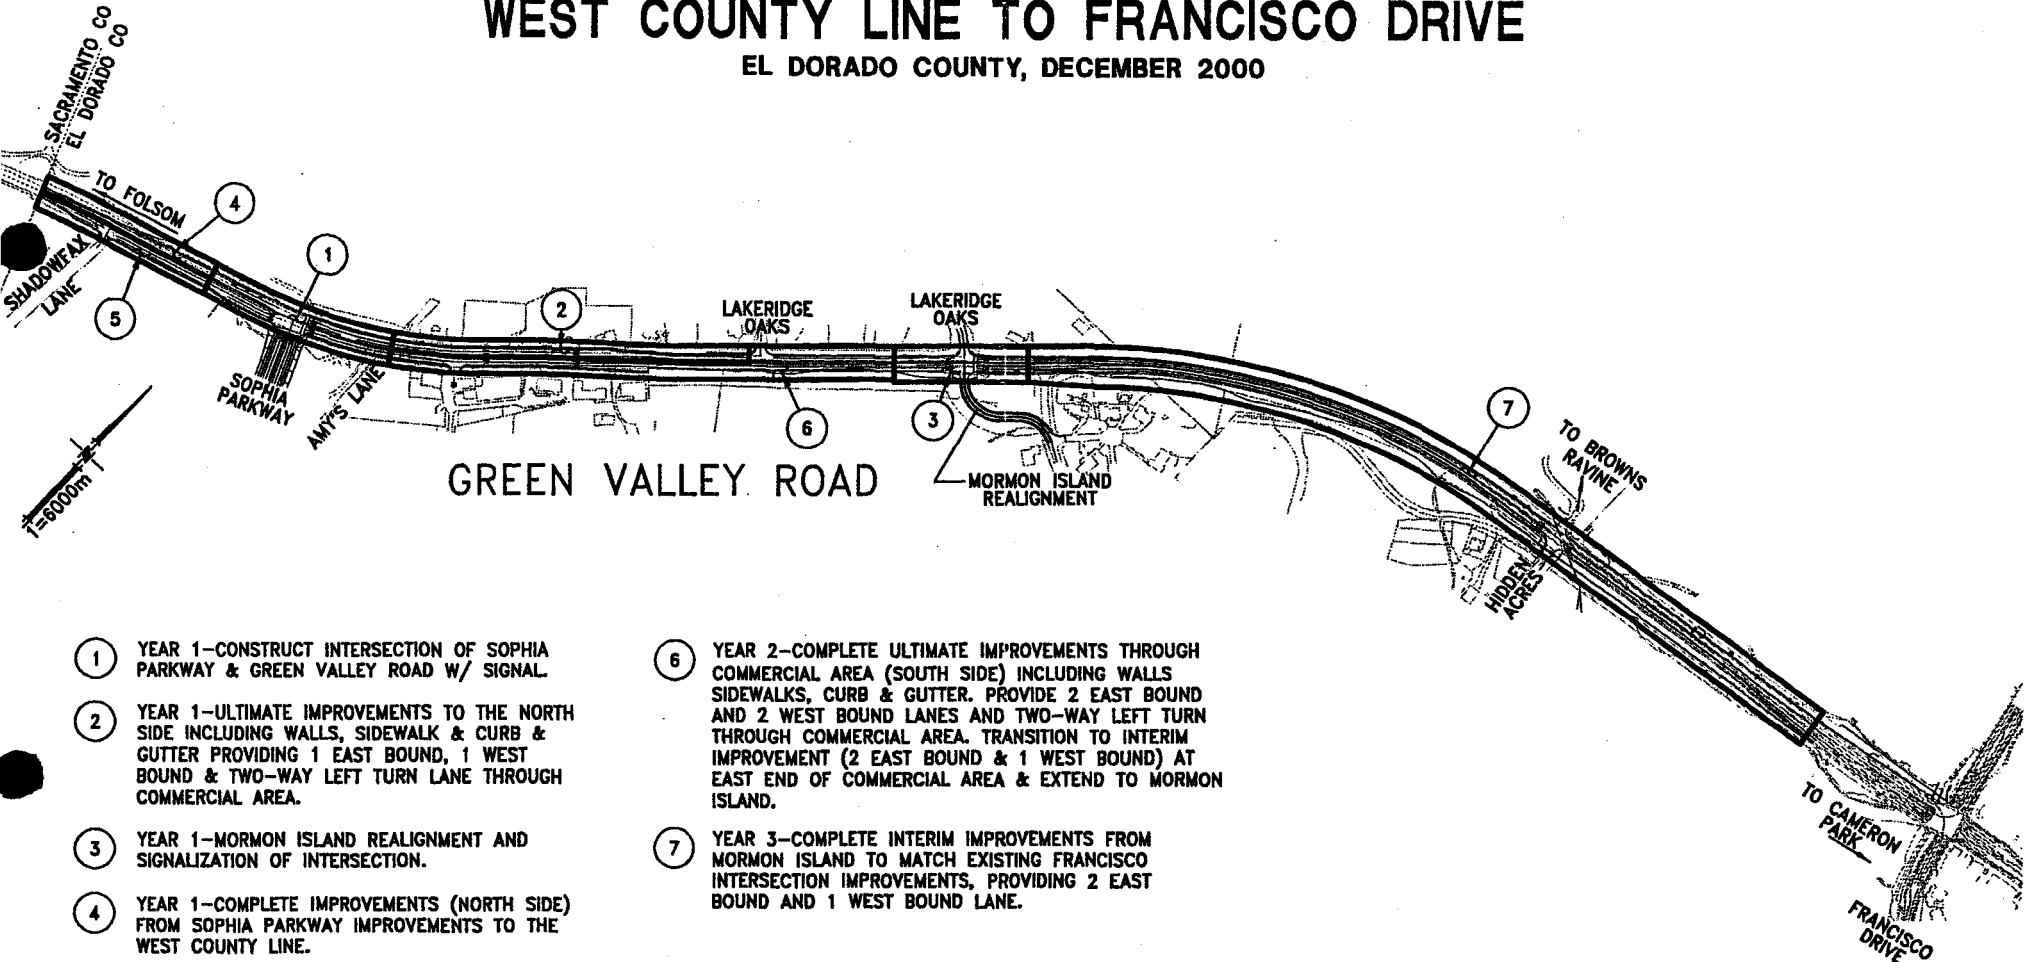 WEST COUNTY LINE TO FRANCISCO DRIVE
EL DORADO COUNTY, DECEMBER 2000
SACRAMENTO CO
EL DORADO CO
TO FOLSOM
4
1
SHADOWFAX
LANE
5
2
LAKERIDGE
OAKS
LAKERIDGE
OAKS
SOPHIA
PARKWAY
AMY'S LANE
6
3
7
TO BROWNS
RAVINE
1=6000m
GREEN VALLEY ROAD
MORMON ISLAND
REALIGNMENT
HIDDEN
ACRES
TO CAMERON
PARK
FRANCISCO
DRIVE
1 YEAR 1-CONSTRUCT INTERSECTION OF SOPHIA
PARKWAY & GREEN VALLEY ROAD W/ SIGNAL.
2 YEAR 1-ULTIMATE IMPROVEMENTS TO THE NORTH
SIDE INCLUDING WALLS, SIDEWALK & CURB &
GUTTER PROVIDING 1 EAST BOUND, 1 WEST
BOUND & TWO-WAY LEFT TURN LANE THROUGH
COMMERCIAL AREA.
3 YEAR 1-MORMON ISLAND REALIGNMENT AND
SIGNALIZATION OF INTERSECTION.
4 YEAR 1-COMPLETE IMPROVEMENTS (NORTH SIDE)
FROM SOPHIA PARKWAY IMPROVEMENTS TO THE
WEST COUNTY LINE.
6 YEAR 2-COMPLETE ULTIMATE IMPROVEMENTS THROUGH
COMMERCIAL AREA (SOUTH SIDE) INCLUDING WALLS
SIDEWALKS, CURB & GUTTER. PROVIDE 2 EAST BOUND
AND 2 WEST BOUND LANES AND TWO-WAY LEFT TURN
THROUGH COMMERCIAL AREA. TRANSITION TO INTERIM
IMPROVEMENT (2 EAST BOUND & 1 WEST BOUND) AT
EAST END OF COMMERCIAL AREA & EXTEND TO MORMON
ISLAND.
7 YEAR 3-COMPLETE INTERIM IMPROVEMENTS FROM
MORMON ISLAND TO MATCH EXISTING FRANCISCO
INTERSECTION IMPROVEMENTS, PROVIDING 2 EAST
BOUND AND 1 WEST BOUND LANE.